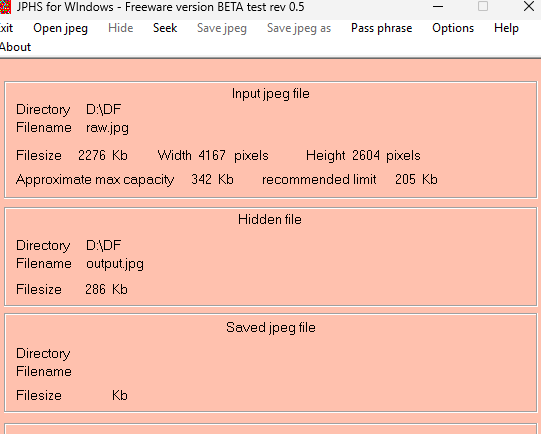 JPHS for WIndows - Freeware version BETA test rev 0.5
xit Open jpeg Hide Seek Save jpeg Save jpeg as Pass phrase Options Help
About
Input jpeg file
Directory D:\DF
Filename raw.jpg
Filesize 2276 Kb Width 4167 pixels Height 2604 pixels
Approximate max capacity 342 Kb recommended limit 205 Kb
Hidden file
Directory D:\DF
Filename output.jpg
Filesize 286 Kb
Saved jpeg file
Directory
Filename
Filesize Kb